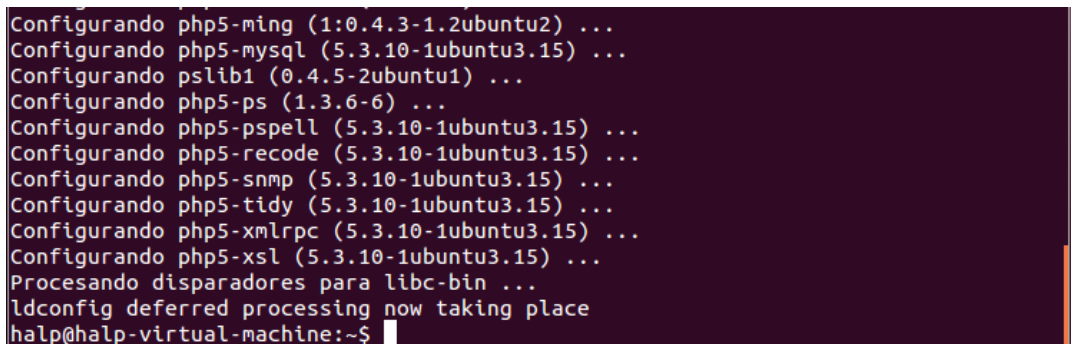 Configurando php5-ming (1:0.4.3-1.2ubuntu2) ...
Configurando php5-mysql (5.3.10-1ubuntu3.15) ...
Configurando pslib1 (0.4.5-2ubuntu1) ...
Configurando php5-ps (1.3.6-6) ...
Configurando php5-pspell (5.3.10-1ubuntu3.15) ...
Configurando php5-recode (5.3.10-1ubuntu3.15) ...
Configurando php5-snmp (5.3.10-1ubuntu3.15) ...
Configurando php5-tidy (5.3.10-1ubuntu3.15) ...
Configurando php5-xmlrpc (5.3.10-1ubuntu3.15) ...
Configurando php5-xsl (5.3.10-1ubuntu3.15) ...
Procesando disparadores para libc-bin ...
ldconfig deferred processing now taking place
halp@halp-virtual-machine:~$